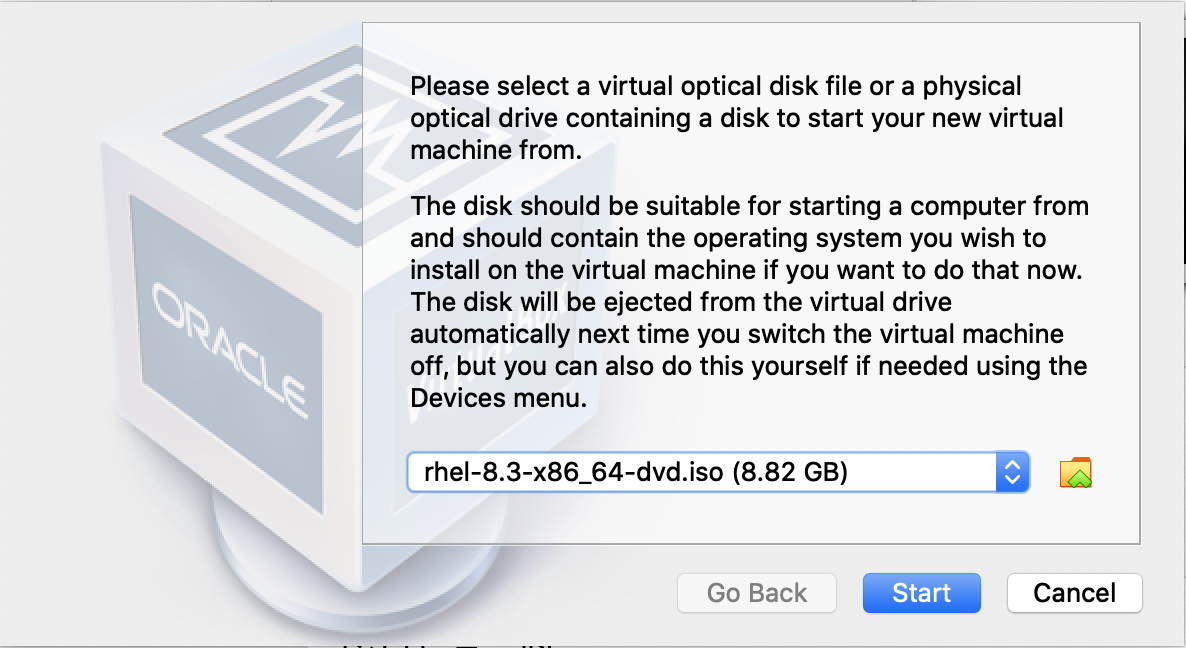 Please select a virtual optical disk file or a physical
optical drive containing a disk to start your new virtual
machine from.
The disk should be suitable for starting a computer from
and should contain the operating system you wish to
install on the virtual machine if you want to do that now.
The disk will be ejected from the virtual drive
automatically next time you switch the virtual machine
off, but you can also do this yourself if needed using the
Devices menu.
ORACLE
VirtualBox
rhel-8.3-x86_64-dvd.iso (8.82 GB)
Go Back
Start
Cancel